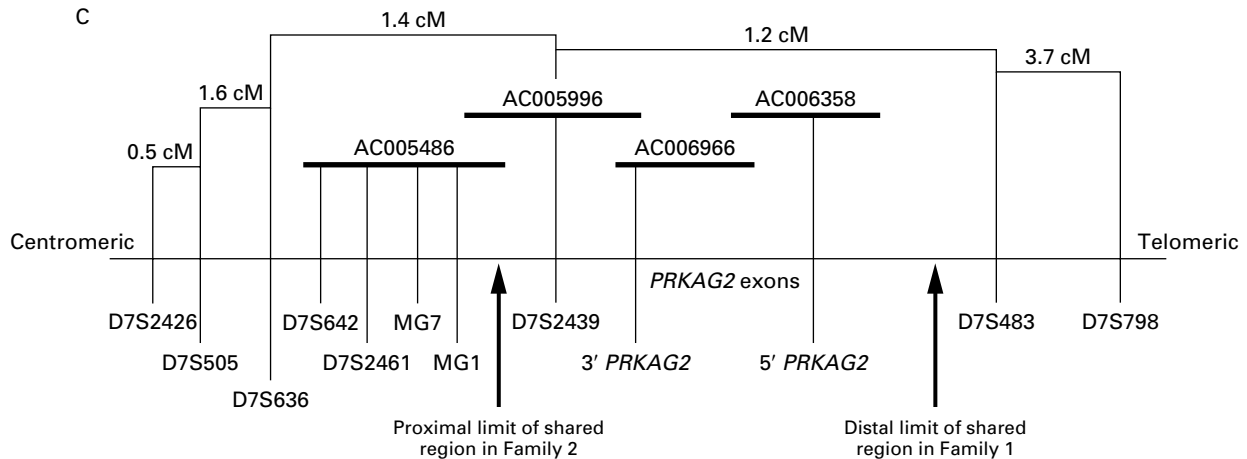 C
1.4 cM
1.2 cM
3.7 cM
1.6 cM
AC005996
AC006358
0.5 cM
AC005486
AC006966
Centromeric
Telomeric
PRKAG2 exons
D7S2426
D7S642
MG7
D7S2439
D7S483
D7S798
D7S505
D7S2461
MG1
3′ PRKAG2
5′ PRKAG2
D7S636
Proximal limit of shared
region in Family 2
Distal limit of shared
region in Family 1